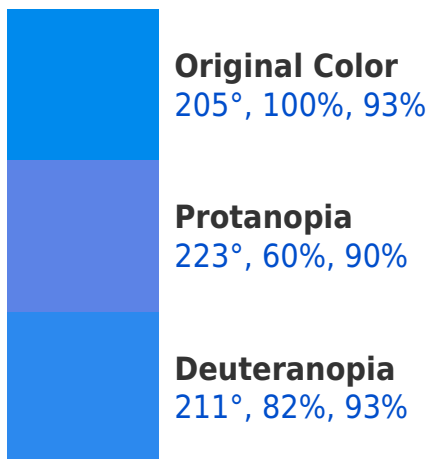 Original Color
205°, 100%, 93%
Protanopia
223°, 60%, 90%
Deuteranopia
211°, 82%, 93%